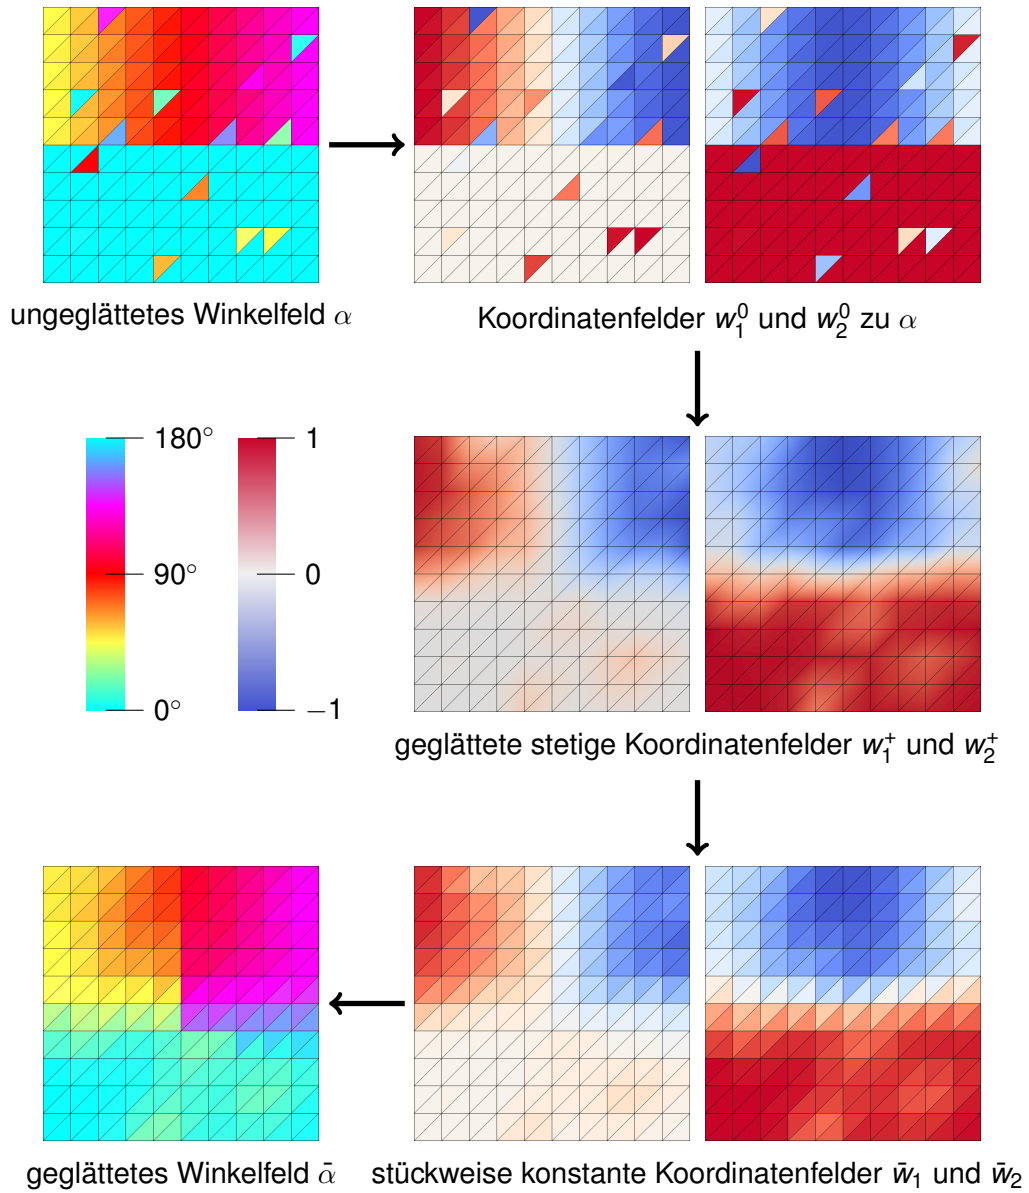 ungeglättetes Winkelfeld α
Koordinatenfelder w₁⁰ und w₂⁰ zu α
180°
90°
0°
1
0
−1
geglättete stetige Koordinatenfelder w₁⁺ und w₂⁺
geglättetes Winkelfeld ᾱ
stückweise konstante Koordinatenfelder w̄₁ und w̄₂